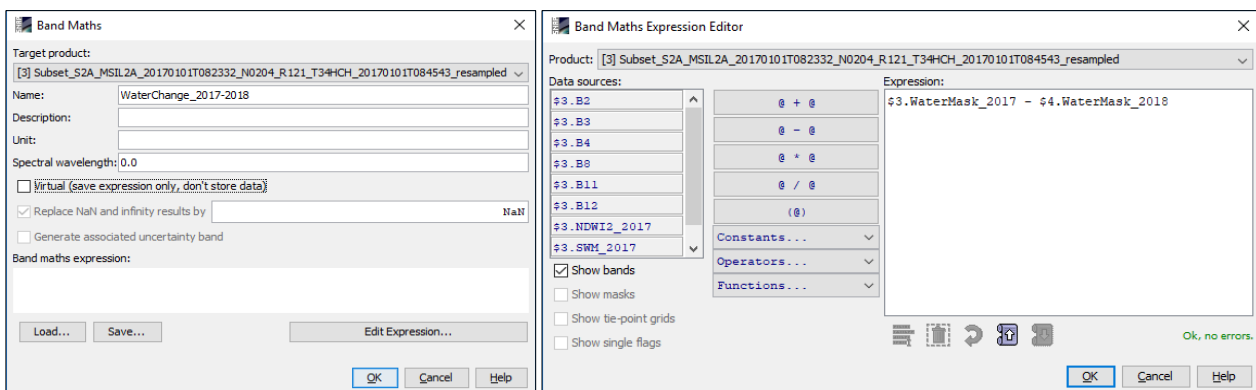 Band Maths
Target product:
[3] Subset_S2A_MSIL2A_20170101T082332_N0204_R121_T34HCH_20170101T084543_resampled
Name: WaterChange_2017-2018
Description:
Unit:
Spectral wavelength: 0.0
Virtual (save expression only, don't store data)
Replace NaN and infinity results by NaN
Generate associated uncertainty band
Band maths expression:
Load... Save... Edit Expression...
OK Cancel Help
Band Maths Expression Editor
Product: [3] Subset_S2A_MSIL2A_20170101T082332_N0204_R121_T34HCH_20170101T084543_resampled
Data sources: Expression:
$3.B2 @ + @ $3.WaterMask_2017 - $4.WaterMask_2018
$3.B3 @ - @
$3.B4 @ * @
$3.B8 @ / @
$3.B11 (@)
$3.B12 Constants...
$3.NDWI2_2017 Operators...
$3.SWM_2017 Functions...
Show bands
Show masks
Show tie-point grids
Show single flags
Ok, no errors.
OK Cancel Help